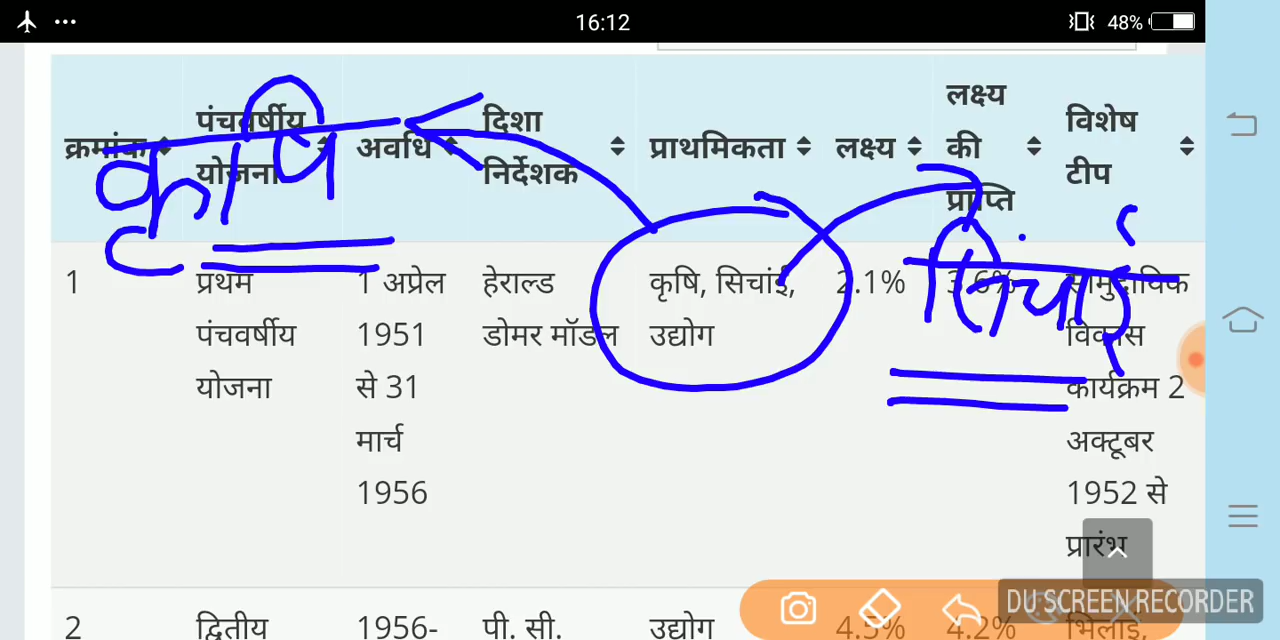 16:12 48%
क्रमांक पंचवर्षीय योजना अवधि दिशा निर्देशक प्राथमिकता लक्ष्य लक्ष्य की प्राप्ति विशेष टीप
कृषि सिंचाई
1 प्रथम 1 अप्रेल हेराल्ड कृषि, सिचांई, 2.1% 3.6% सामुदायिक
पंचवर्षीय 1951 डोमर मॉडल उद्योग विकास
योजना से 31 कार्यक्रम 2
मार्च अक्टूबर
1956 1952 से
प्रारंभ
2 द्वितीय 1956- पी. सी. उद्योग 4.5% 4.2% भिलाई,
DU SCREEN RECORDER